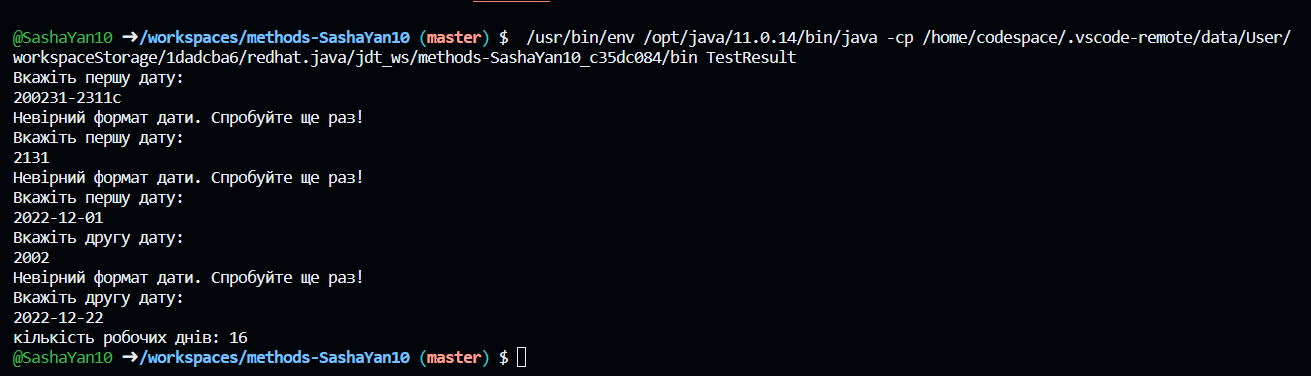 @SashaYan10 ➜/workspaces/methods-SashaYan10 (master) $  /usr/bin/env /opt/java/11.0.14/bin/java -cp /home/codespace/.vscode-remote/data/User/
workspaceStorage/1dadcba6/redhat.java/jdt_ws/methods-SashaYan10_c35dc084/bin TestResult
Вкажіть першу дату:
200231-2311c
Невірний формат дати. Спробуйте ще раз!
Вкажіть першу дату:
2131
Невірний формат дати. Спробуйте ще раз!
Вкажіть першу дату:
2022-12-01
Вкажіть другу дату:
2002
Невірний формат дати. Спробуйте ще раз!
Вкажіть другу дату:
2022-12-22
кількість робочих днів: 16
@SashaYan10 ➜/workspaces/methods-SashaYan10 (master) $